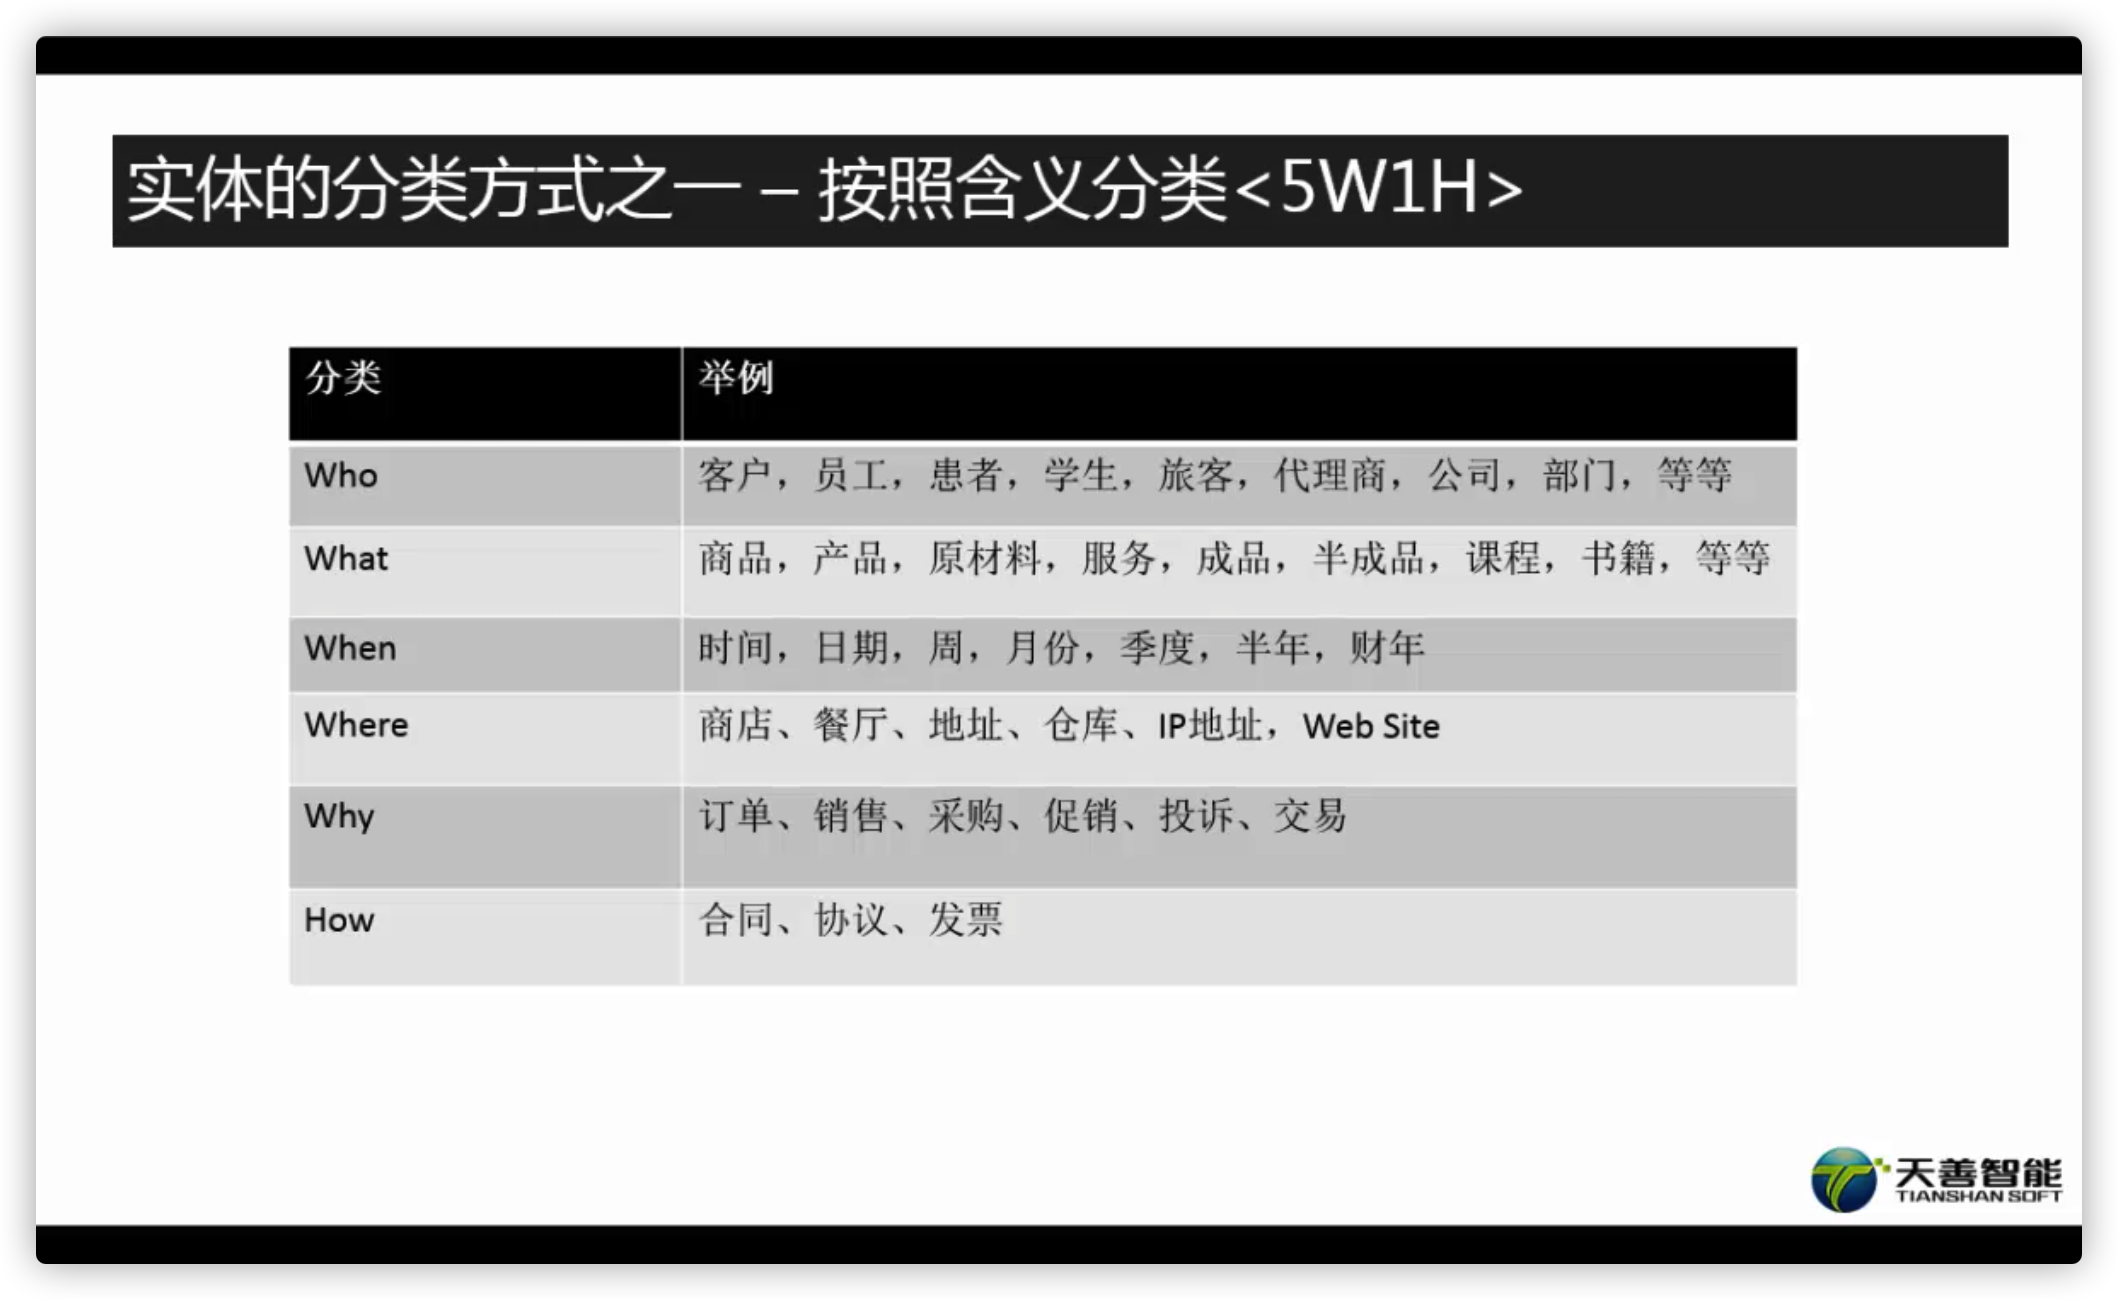 实体的分类方式之一 – 按照含义分类<5W1H>
分类 举例
Who 客户，员工，患者，学生，旅客，代理商，公司，部门，等等
What 商品，产品，原材料，服务，成品，半成品，课程，书籍，等等
When 时间，日期，周，月份，季度，半年，财年
Where 商店、餐厅、地址、仓库、IP地址，Web Site
Why 订单、销售、采购、促销、投诉、交易
How 合同、协议、发票
天善智能
TIANSHAN SOFT